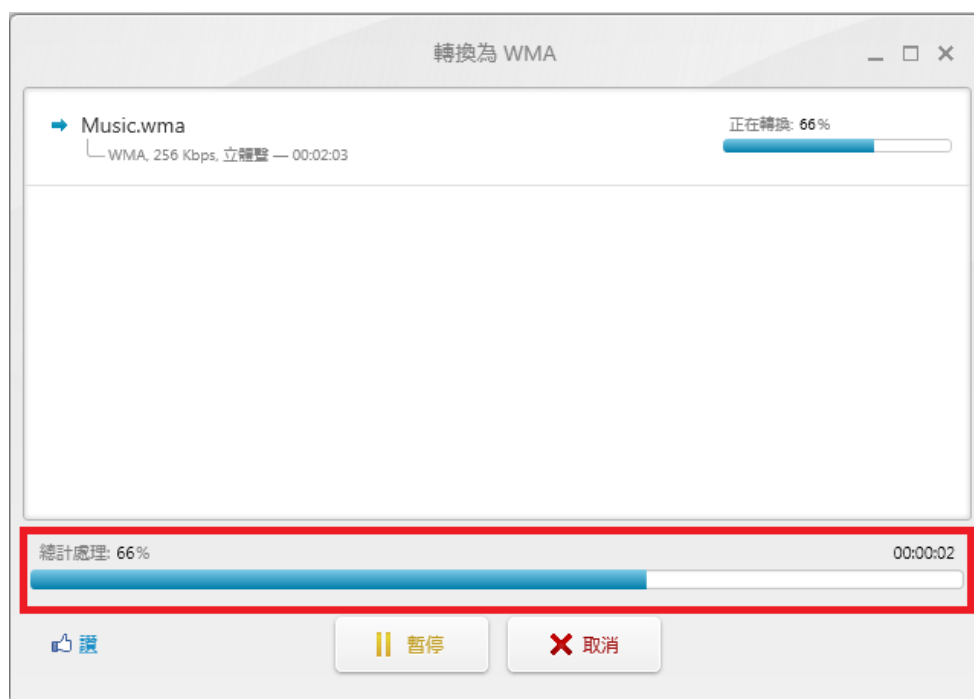 轉換為 WMA
Music.wma
正在轉換: 66%
WMA, 256 Kbps, 立體聲 — 00:02:03
總計處理: 66%
00:00:02
讚
暫停
取消